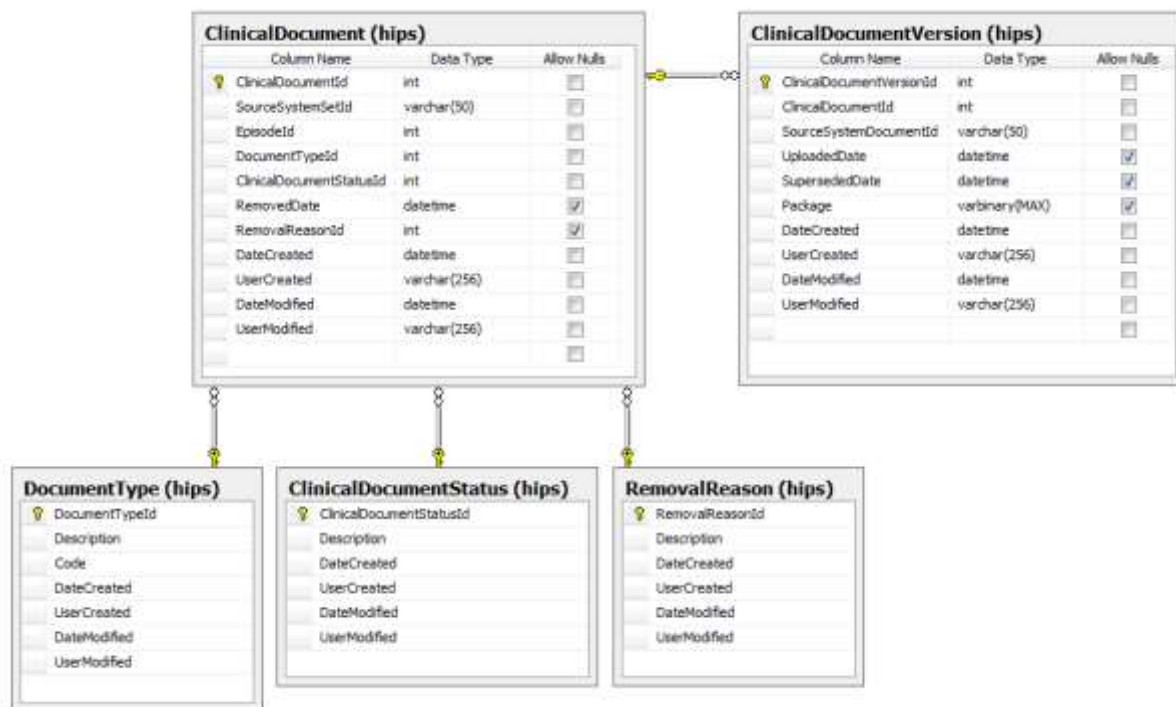 ClinicalDocument (hips)
Column Name Data Type Allow Nulls
ClinicalDocumentId int
SourceSystemSetId varchar(50)
EpisodeId int
DocumentTypeId int
ClinicalDocumentStatusId int
RemovedDate datetime
RemovalReasonId int
DateCreated datetime
UserCreated varchar(256)
DateModified datetime
UserModified varchar(256)
ClinicalDocumentVersion (hips)
Column Name Data Type Allow Nulls
ClinicalDocumentVersionId int
ClinicalDocumentId int
SourceSystemDocumentId varchar(50)
UploadedDate datetime
SupersededDate datetime
Package varbinary(MAX)
DateCreated datetime
UserCreated varchar(256)
DateModified datetime
UserModified varchar(256)
DocumentType (hips)
DocumentTypeId
Description
Code
DateCreated
UserCreated
DateModified
UserModified
ClinicalDocumentStatus (hips)
ClinicalDocumentStatusId
Description
DateCreated
UserCreated
DateModified
UserModified
RemovalReason (hips)
RemovalReasonId
Description
DateCreated
UserCreated
DateModified
UserModified